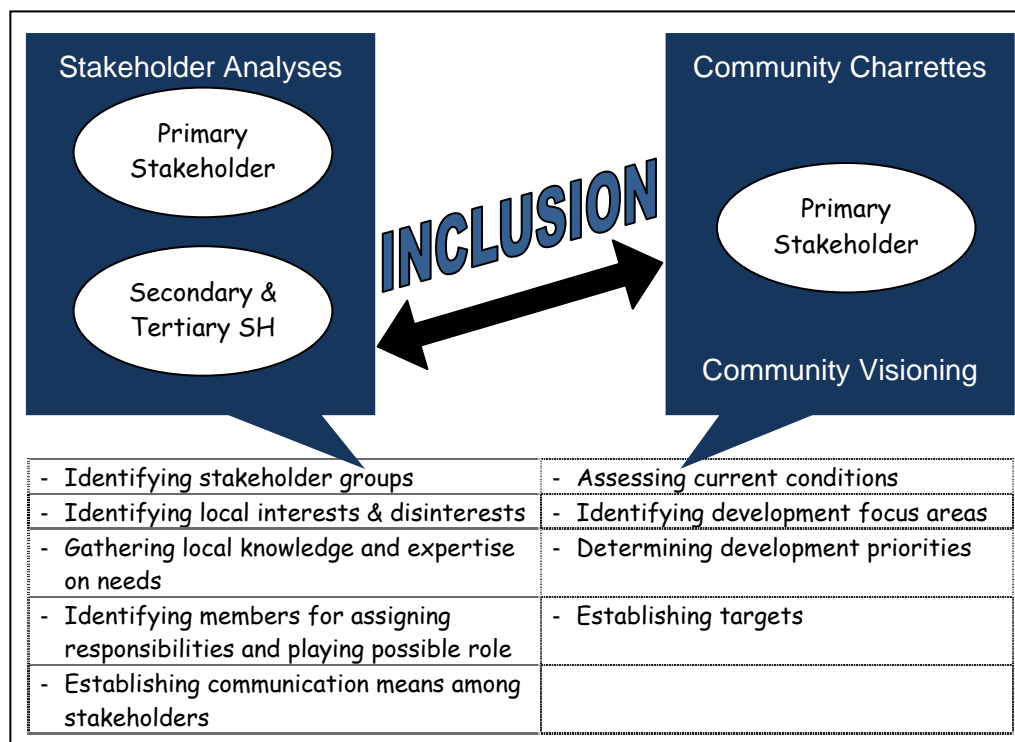 Stakeholder Analyses
Primary
Stakeholder
Secondary &
Tertiary SH
INCLUSION
Community Charrettes
Primary
Stakeholder
Community Visioning
- Identifying stakeholder groups
- Identifying local interests & disinterests
- Gathering local knowledge and expertise
on needs
- Identifying members for assigning
responsibilities and playing possible role
- Establishing communication means among
stakeholders
- Assessing current conditions
- Identifying development focus areas
- Determining development priorities
- Establishing targets